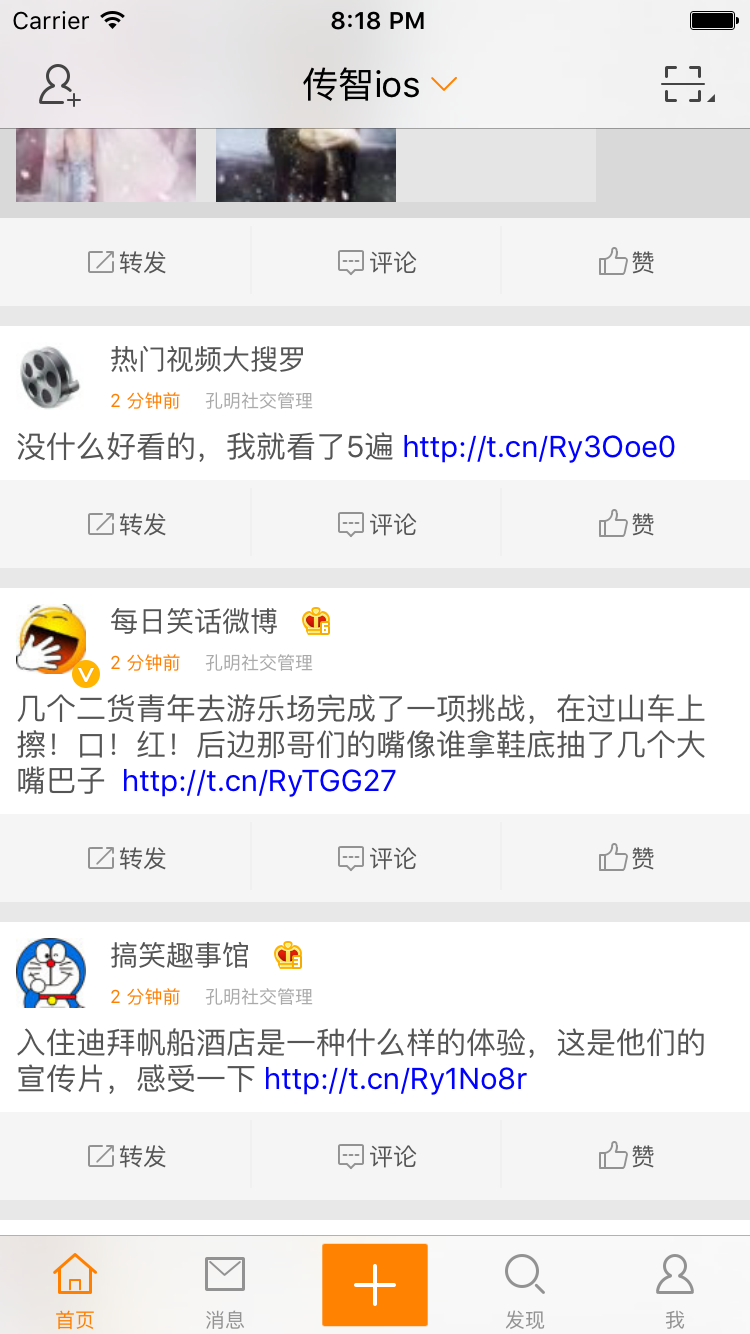 Carrier 8:18 PM
传智ios
转发 评论 赞
热门视频大搜罗
2 分钟前 孔明社交管理
没什么好看的，我就看了5遍 http://t.cn/Ry3Ooe0
转发 评论 赞
每日笑话微博
2 分钟前 孔明社交管理
几个二货青年去游乐场完成了一项挑战，在过山车上
擦！口！红！后边那哥们的嘴像谁拿鞋底抽了几个大
嘴巴子 http://t.cn/RyTGG27
转发 评论 赞
搞笑趣事馆
2 分钟前 孔明社交管理
入住迪拜帆船酒店是一种什么样的体验，这是他们的
宣传片，感受一下 http://t.cn/Ry1No8r
转发 评论 赞
首页 消息 发现 我